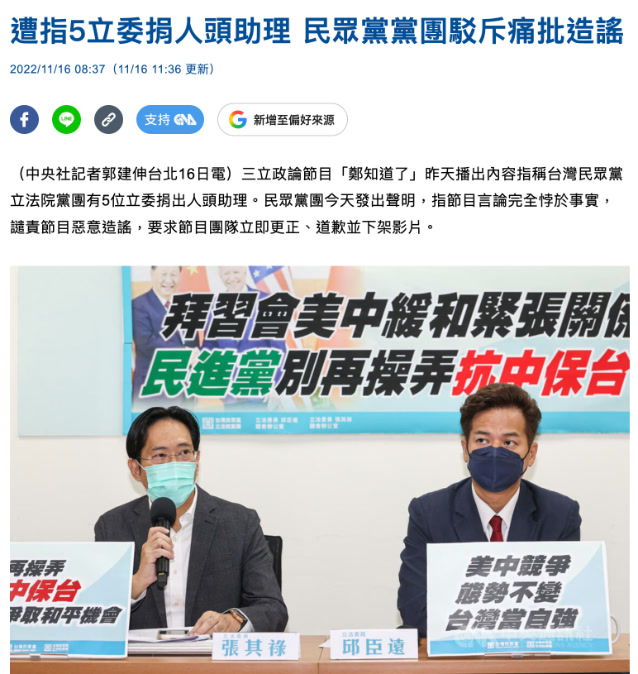 遭指5立委捐人頭助理 民眾黨黨團駁斥痛批造謠
2022/11/16 08:37（11/16 11:36 更新）
支持 CNA
新增至偏好來源
（中央社記者郭建伸台北16日電）三立政論節目「鄭知道了」昨天播出內容指稱台灣民眾黨
立法院黨團有5位立委捐出人頭助理。民眾黨團今天發出聲明，指節目言論完全悖於事實，
譴責節目惡意造謠，要求節目團隊立即更正、道歉並下架影片。
拜習會美中緩和緊張關係
民進黨別再操弄抗中保台
再操弄
中保台
爭取和平機會
張其祿
邱臣遠
美中競爭
態勢不變
台灣當自強